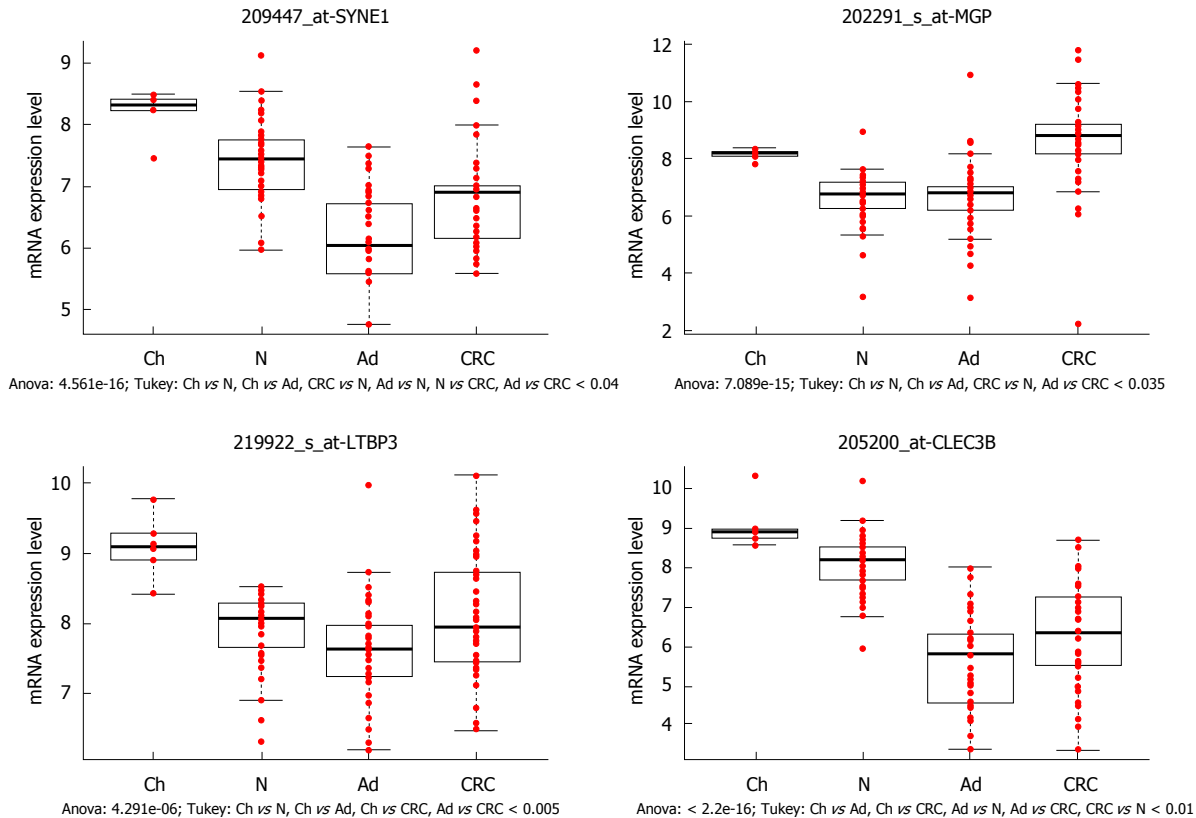 209447_at-SYNE1
202291_s_at-MGP
mRNA expression level
9
8
7
6
5
Ch N Ad CRC
mRNA expression level
12
10
8
6
4
2
Ch N Ad CRC
Anova: 4.561e-16; Tukey: Ch vs N, Ch vs Ad, CRC vs N, Ad vs N, N vs CRC, Ad vs CRC < 0.04
Anova: 7.089e-15; Tukey: Ch vs N, Ch vs Ad, CRC vs N, Ad vs CRC < 0.035
219922_s_at-LTBP3
205200_at-CLEC3B
mRNA expression level
10
9
8
7
Ch N Ad CRC
mRNA expression level
10
9
8
7
6
5
4
Ch N Ad CRC
Anova: 4.291e-06; Tukey: Ch vs N, Ch vs Ad, Ch vs CRC, Ad vs CRC < 0.005
Anova: < 2.2e-16; Tukey: Ch vs Ad, Ch vs CRC, Ad vs N, Ad vs CRC, CRC vs N < 0.01